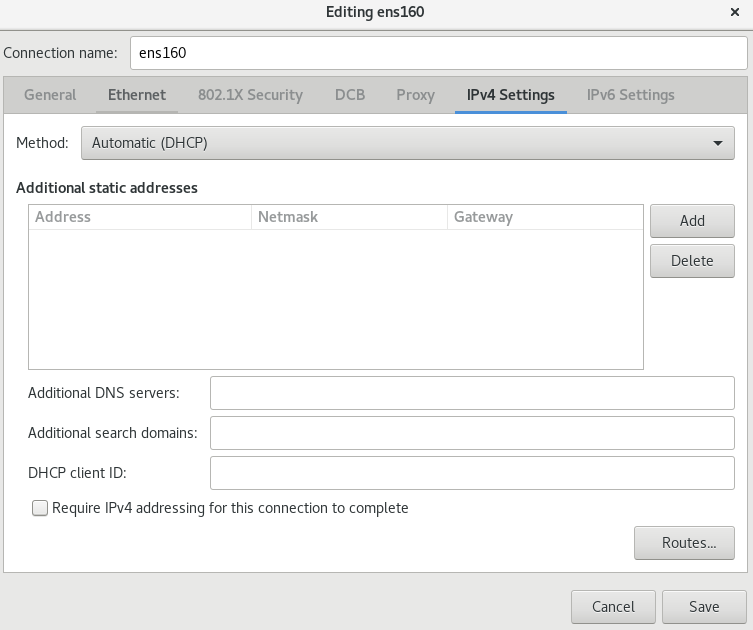 Editing ens160
Connection name: ens160
General Ethernet 802.1X Security DCB Proxy IPv4 Settings IPv6 Settings
Method: Automatic (DHCP)
Additional static addresses
Address Netmask Gateway
Add
Delete
Additional DNS servers:
Additional search domains:
DHCP client ID:
Require IPv4 addressing for this connection to complete
Routes...
Cancel Save